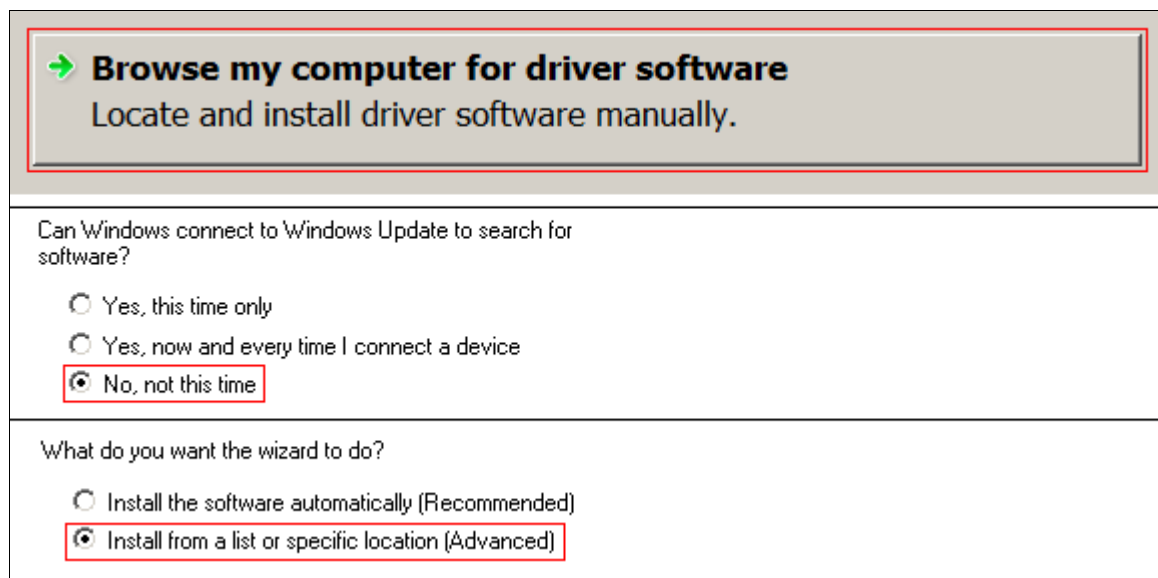 Browse my computer for driver software
Locate and install driver software manually.
Can Windows connect to Windows Update to search for
software?
Yes, this time only
Yes, now and every time I connect a device
No, not this time
What do you want the wizard to do?
Install the software automatically (Recommended)
Install from a list or specific location (Advanced)